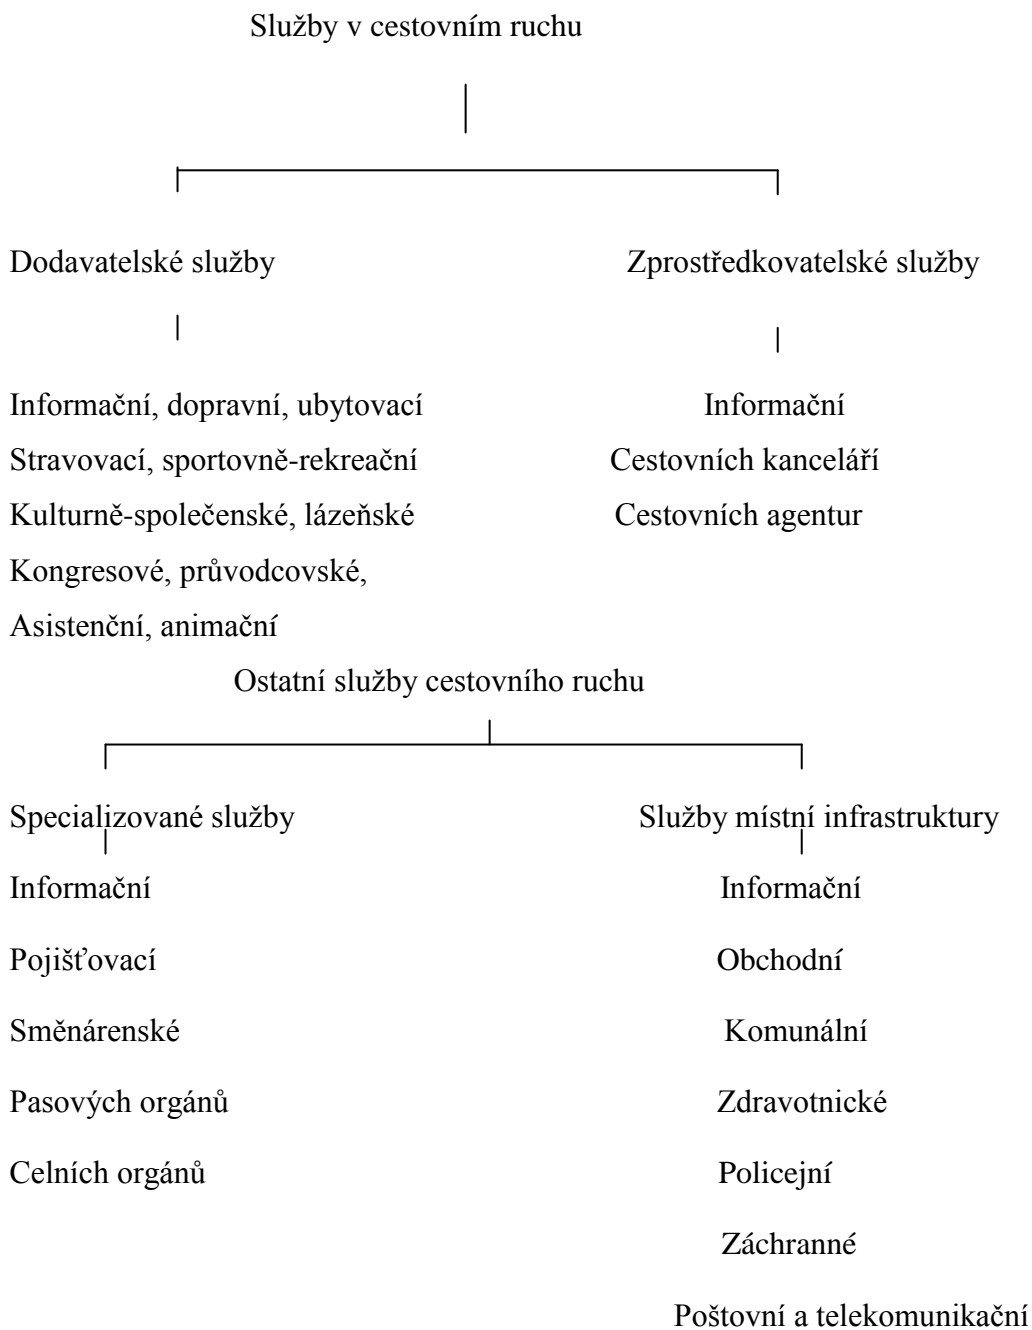 Služby v cestovním ruchu
Dodavatelské služby
Zprostředkovatelské služby
Informační, dopravní, ubytovací
Stravovací, sportovně-rekreační
Kulturně-společenské, lázeňské
Kongresové, průvodcovské,
Asistenční, animační
Informační
Cestovních kanceláří
Cestovních agentur
Ostatní služby cestovního ruchu
Specializované služby
Služby místní infrastruktury
Informační
Pojišťovací
Směnárenské
Pasových orgánů
Celních orgánů
Informační
Obchodní
Komunální
Zdravotnické
Policejní
Záchranné
Poštovní a telekomunikační